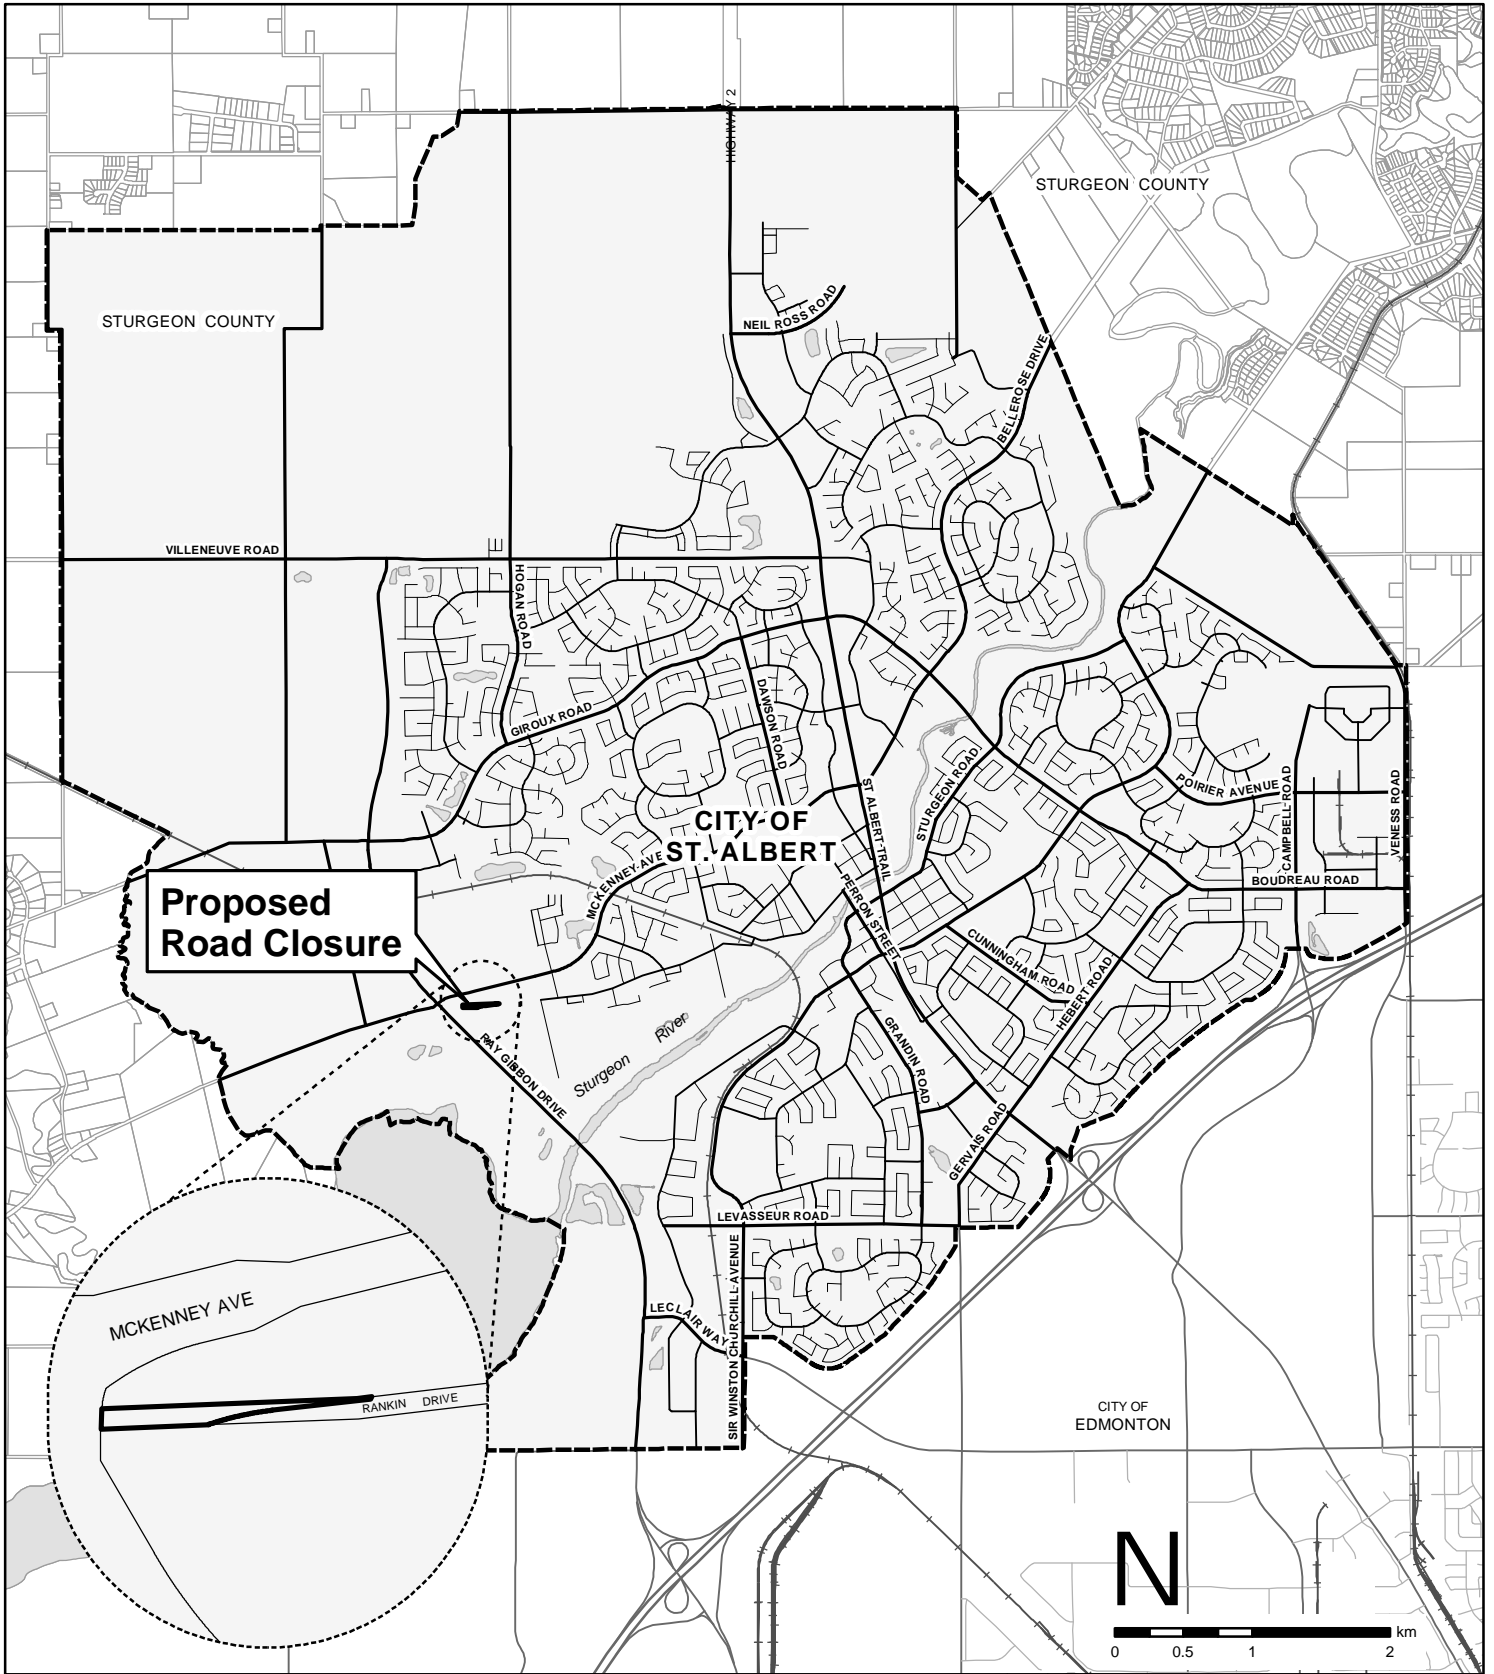 HIGHWAY 2
STURGEON COUNTY
STURGEON COUNTY
NEIL ROSS ROAD
BELLEROSE DRIVE
VILLENEUVE ROAD
HOGAN ROAD
GIROUX ROAD
DAWSON ROAD
ST ALBERT TRAIL
STURGEON ROAD
POIRIER AVENUE
CAMPBELL ROAD
VENESS ROAD
CITY OF
ST. ALBERT
MCKENNEY AVE
PERRON STREET
BOUDREAU ROAD
Proposed
Road Closure
CUNNINGHAM ROAD
HEBERT ROAD
GRANDIN ROAD
RAY GIBBON DRIVE
Sturgeon River
GERVAIS ROAD
LEVASSEUR ROAD
SIR WINSTON CHURCHILL AVENUE
LECLAIR WAY
MCKENNEY AVE
RANKIN DRIVE
CITY OF
EDMONTON
N
km
0 0.5 1 2